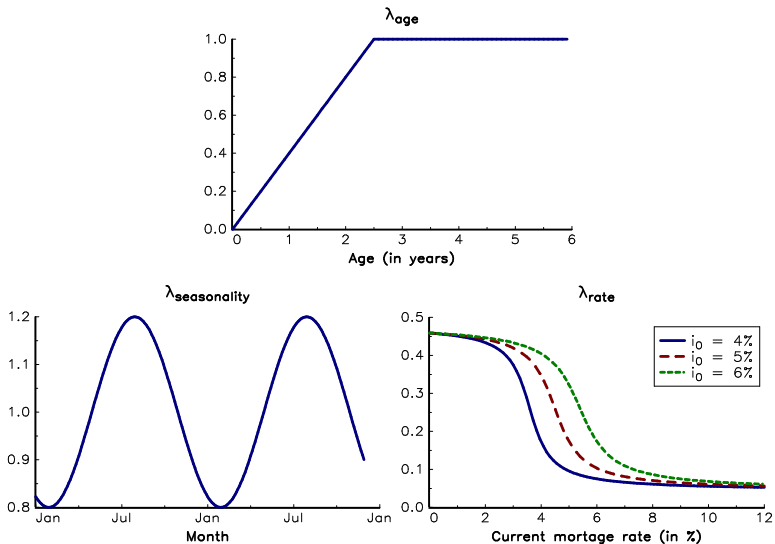 λage
1.0
0.8
0.6
0.4
0.2
0.0
0 1 2 3 4 5 6
Age (in years)
λseasonality
1.2
1.1
1.0
0.9
0.8
Jan Jul Jan Jul Jan
Month
λrate
0.5
0.4
0.3
0.2
0.1
0.0
0 2 4 6 8 10 12
Current mortage rate (in %)
i0 = 4%
i0 = 5%
i0 = 6%